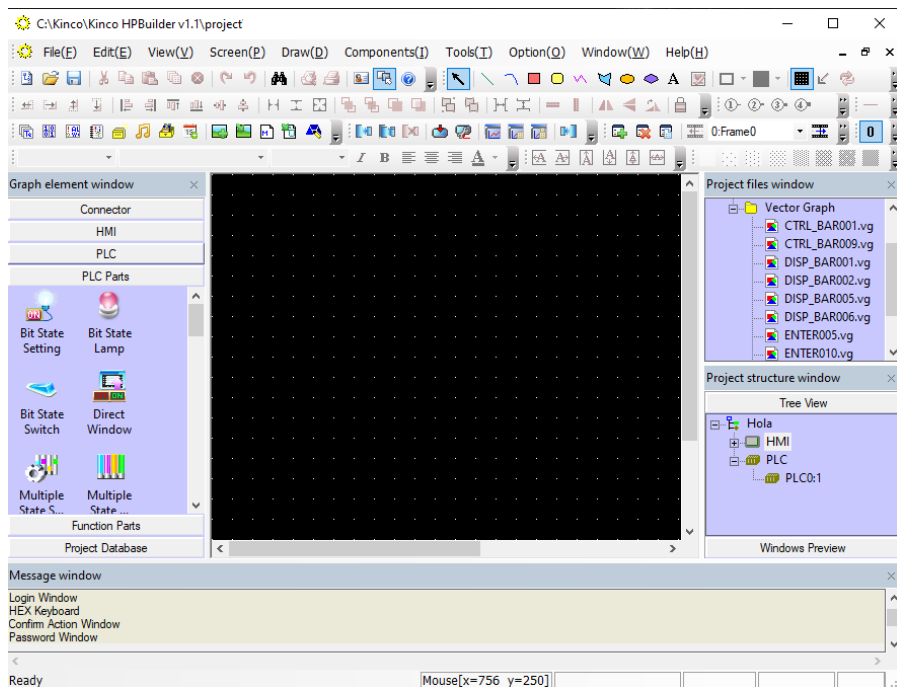 C:\Kinco\Kinco HPBuilder v1.1\project
File(F) Edit(E) View(V) Screen(P) Draw(D) Components(I) Tools(T) Option(O) Window(W) Help(H)
A
0:Frame0
0
I B A
Graph element window
Connector
HMI
PLC
PLC Parts
Bit State Setting
Bit State Lamp
Bit State Switch
Direct Window
Multiple State S...
Multiple State ...
Function Parts
Project Database
Project files window
Vector Graph
CTRL_BAR001.vg
CTRL_BAR009.vg
DISP_BAR001.vg
DISP_BAR002.vg
DISP_BAR005.vg
DISP_BAR006.vg
ENTER005.vg
ENTER010.vg
Project structure window
Tree View
Hola
HMI
PLC
PLC0:1
Windows Preview
Message window
Login Window
HEX Keyboard
Confirm Action Window
Password Window
Ready
Mouse[x=756 y=250]